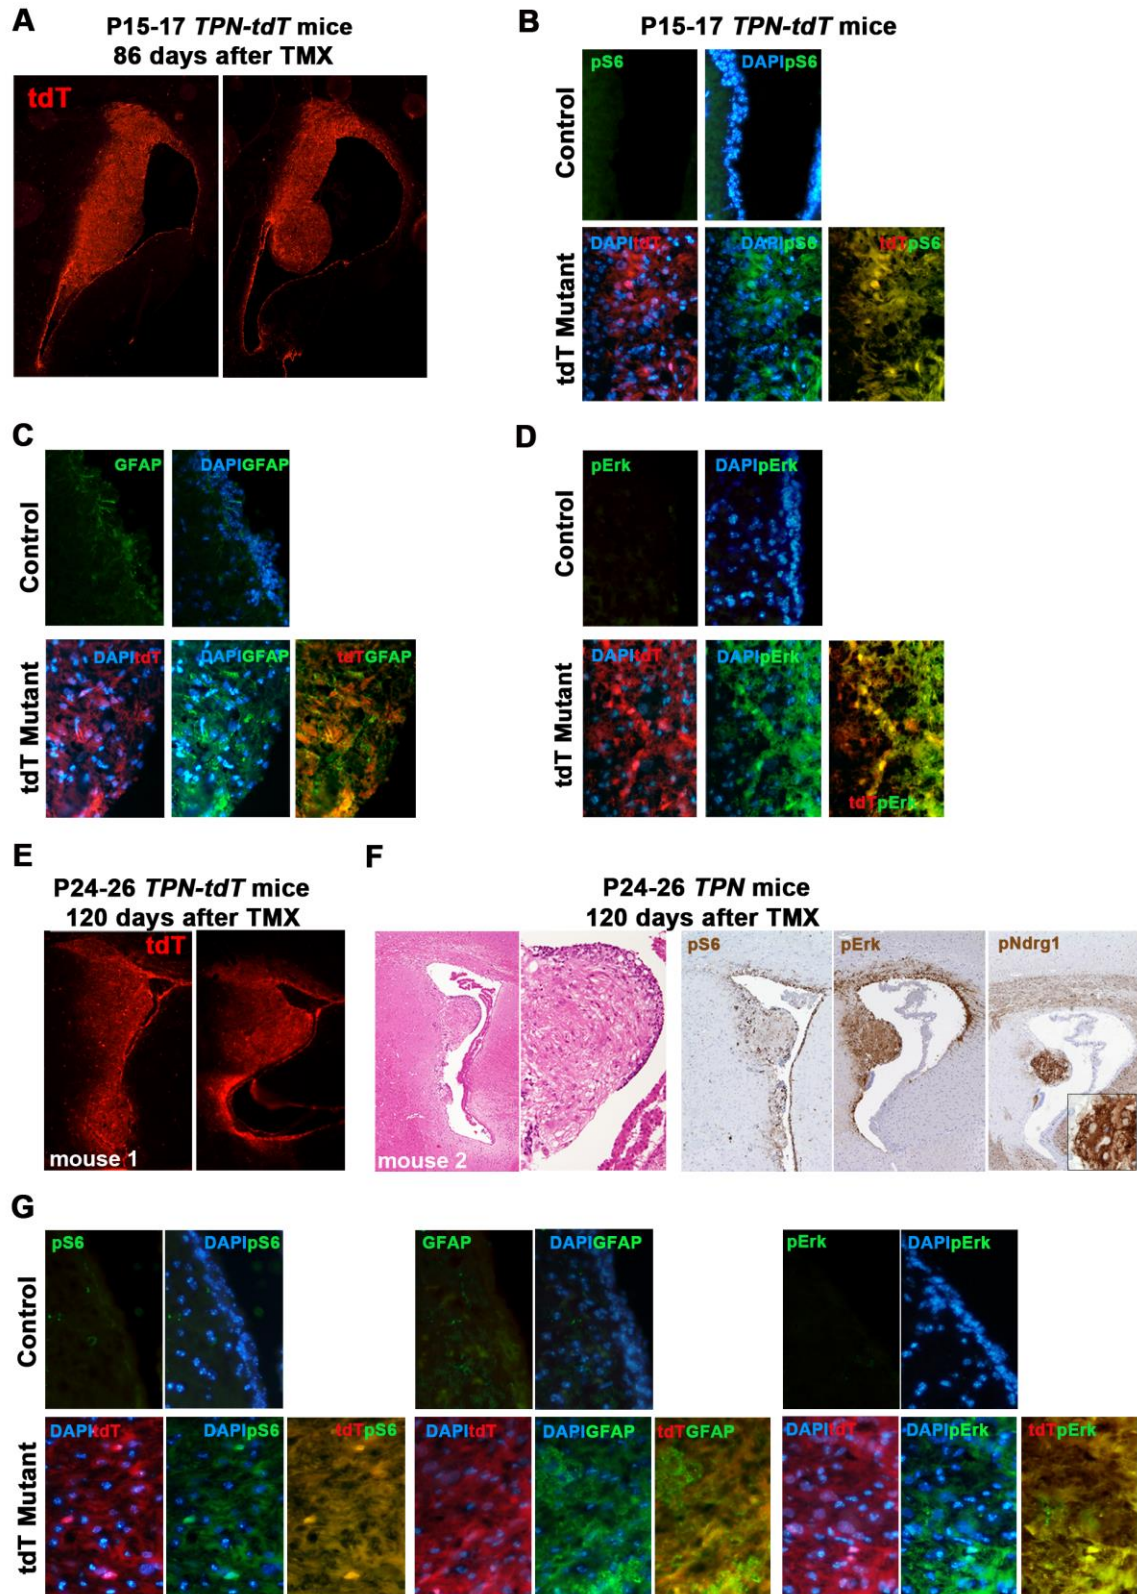 A
P15-17 TPN-tdT mice
86 days after TMX
tdT
B
P15-17 TPN-tdT mice
Control
pS6
DAPIpS6
tdT Mutant
DAPItdT
DAPIpS6
tdTpS6
C
Control
GFAP
DAPIGFAP
tdT Mutant
DAPItdT
DAPIGFAP
tdTGFAP
D
Control
pErk
DAPIpErk
tdT Mutant
DAPItdT
DAPIpErk
tdTpErk
E
P24-26 TPN-tdT mice
120 days after TMX
tdT
mouse 1
F
P24-26 TPN mice
120 days after TMX
mouse 2
pS6
pErk
pNdrg1
G
Control
pS6
DAPIpS6
GFAP
DAPIGFAP
pErk
DAPIpErk
tdT Mutant
DAPItdT
DAPIpS6
tdTpS6
DAPItdT
DAPIGFAP
tdTGFAP
DAPItdT
DAPIpErk
tdTpErk